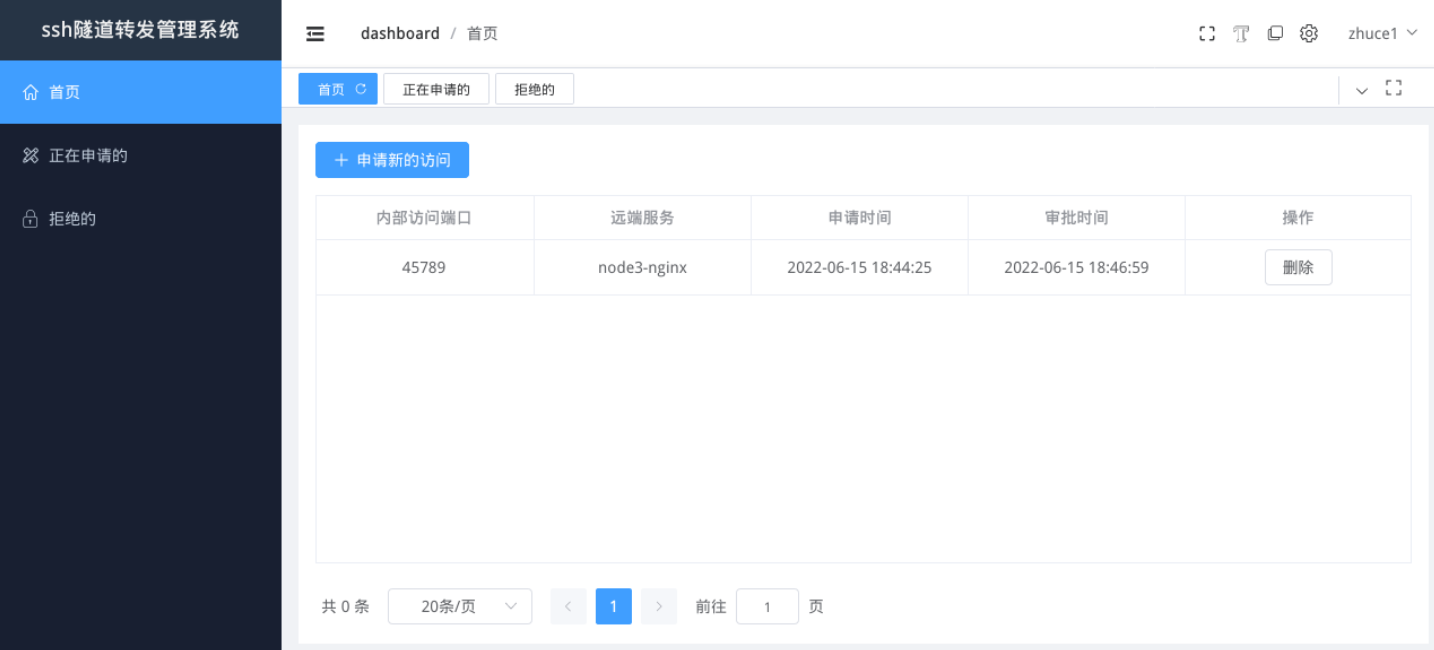 ssh隧道转发管理系统
首页
正在申请的
拒绝的
dashboard / 首页
zhuce1
首页 正在申请的 拒绝的
申请新的访问
内部访问端口 远端服务 申请时间 审批时间 操作
45789 node3-nginx 2022-06-15 18:44:25 2022-06-15 18:46:59 删除
共 0 条 20条/页 1 前往 1 页